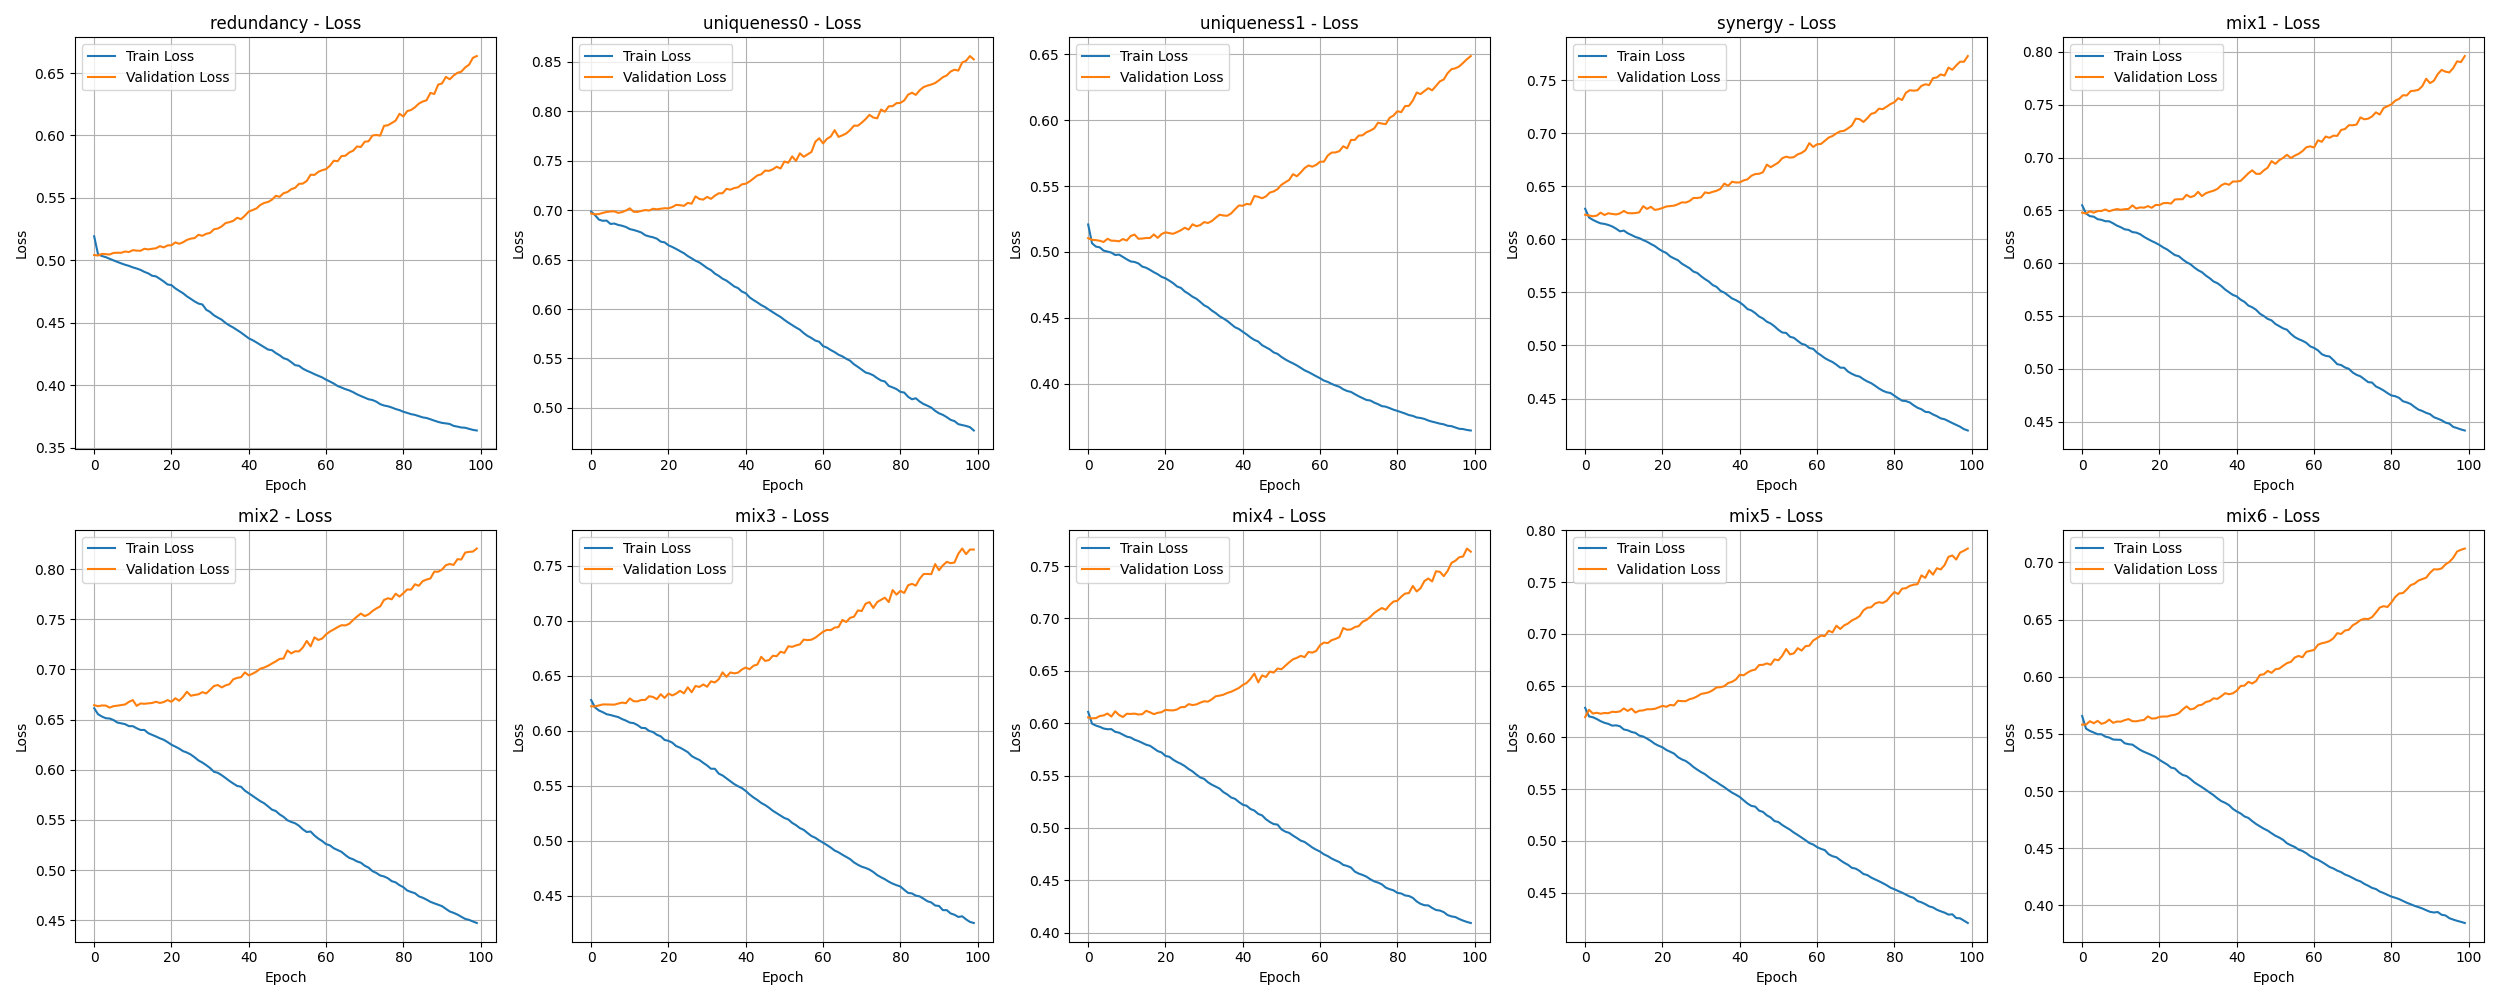 redundancy - Loss
Train Loss
Validation Loss
0.65
0.60
0.55
0.50
0.45
0.40
0.35
Loss
0 20 40 60 80 100
Epoch
uniqueness0 - Loss
Train Loss
Validation Loss
0.85
0.80
0.75
0.70
0.65
0.60
0.55
0.50
Loss
0 20 40 60 80 100
Epoch
uniqueness1 - Loss
Train Loss
Validation Loss
0.65
0.60
0.55
0.50
0.45
0.40
Loss
0 20 40 60 80 100
Epoch
synergy - Loss
Train Loss
Validation Loss
0.75
0.70
0.65
0.60
0.55
0.50
0.45
Loss
0 20 40 60 80 100
Epoch
mix1 - Loss
Train Loss
Validation Loss
0.80
0.75
0.70
0.65
0.60
0.55
0.50
0.45
Loss
0 20 40 60 80 100
Epoch
mix2 - Loss
Train Loss
Validation Loss
0.80
0.75
0.70
0.65
0.60
0.55
0.50
0.45
Loss
0 20 40 60 80 100
Epoch
mix3 - Loss
Train Loss
Validation Loss
0.75
0.70
0.65
0.60
0.55
0.50
0.45
Loss
0 20 40 60 80 100
Epoch
mix4 - Loss
Train Loss
Validation Loss
0.75
0.70
0.65
0.60
0.55
0.50
0.45
0.40
Loss
0 20 40 60 80 100
Epoch
mix5 - Loss
Train Loss
Validation Loss
0.80
0.75
0.70
0.65
0.60
0.55
0.50
0.45
Loss
0 20 40 60 80 100
Epoch
mix6 - Loss
Train Loss
Validation Loss
0.70
0.65
0.60
0.55
0.50
0.45
0.40
Loss
0 20 40 60 80 100
Epoch